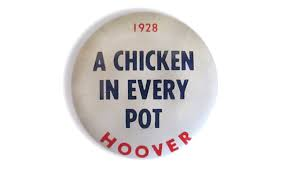 1928
A CHICKEN
IN EVERY
POT
HOOVER